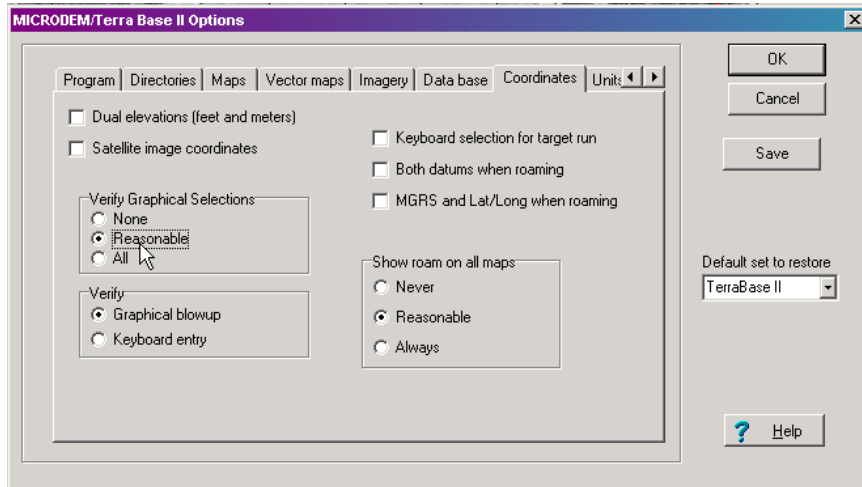 MICRODEM/Terra Base II Options
Program
Directories
Maps
Vector maps
Imagery
Data base
Coordinates
Dual elevations (feet and meters)
Satellite image coordinates
Verify Graphical Selections
None
Reasonable
All
Verify
Graphical blowup
Keyboard entry
Keyboard selection for target run
Both datums when roaming
MGRS and Lat/Long when roaming
Show roam on all maps
Never
Reasonable
Always
OK
Cancel
Save
Default set to restore
TerraBase II
? Help